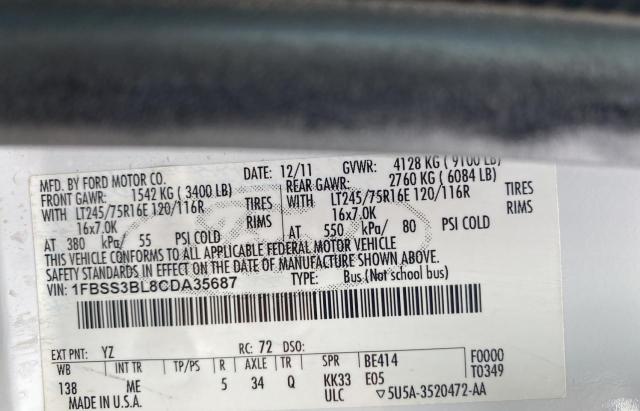 MFD. BY FORD MOTOR CO. DATE: 12/11 GVWR: 4128 KG ( 9100 LB)
FRONT GAWR: 1542 KG ( 3400 LB) REAR GAWR: 2760 KG ( 6084 LB)
WITH LT245/75R16E 120/116R TIRES WITH LT245/75R16E 120/116R TIRES
16x7.0K RIMS 16x7.0K RIMS
AT 380 kPa/ 55 PSI COLD AT 550 kPa/ 80 PSI COLD
THIS VEHICLE CONFORMS TO ALL APPLICABLE FEDERAL MOTOR VEHICLE
SAFETY STANDARDS IN EFFECT ON THE DATE OF MANUFACTURE SHOWN ABOVE.
VIN: 1FBSS3BL8CDA35687 TYPE: Bus (Not school bus)
EXT PNT: YZ RC: 72 DSO:
WB INT TR TP/PS R AXLE TR SPR BE414 F0000
138 ME 5 34 Q KK33 E05 T0349
MADE IN U.S.A. ULC ▽5U5A-3520472-AA